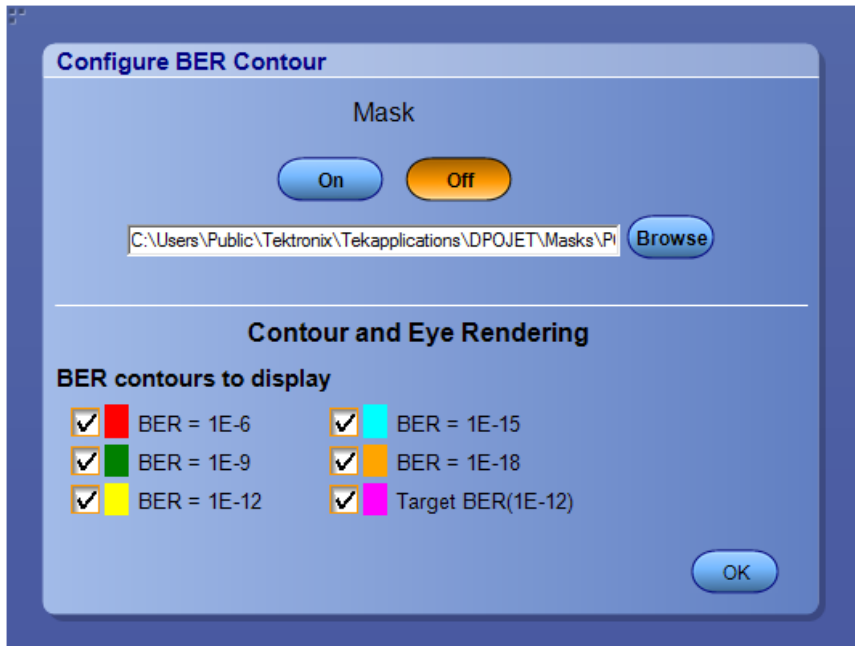 Configure BER Contour
Mask
On Off
C:\Users\Public\Tektronix\Tekapplications\DPOJET\Masks\P
Browse
Contour and Eye Rendering
BER contours to display
BER = 1E-6 BER = 1E-15
BER = 1E-9 BER = 1E-18
BER = 1E-12 Target BER(1E-12)
OK